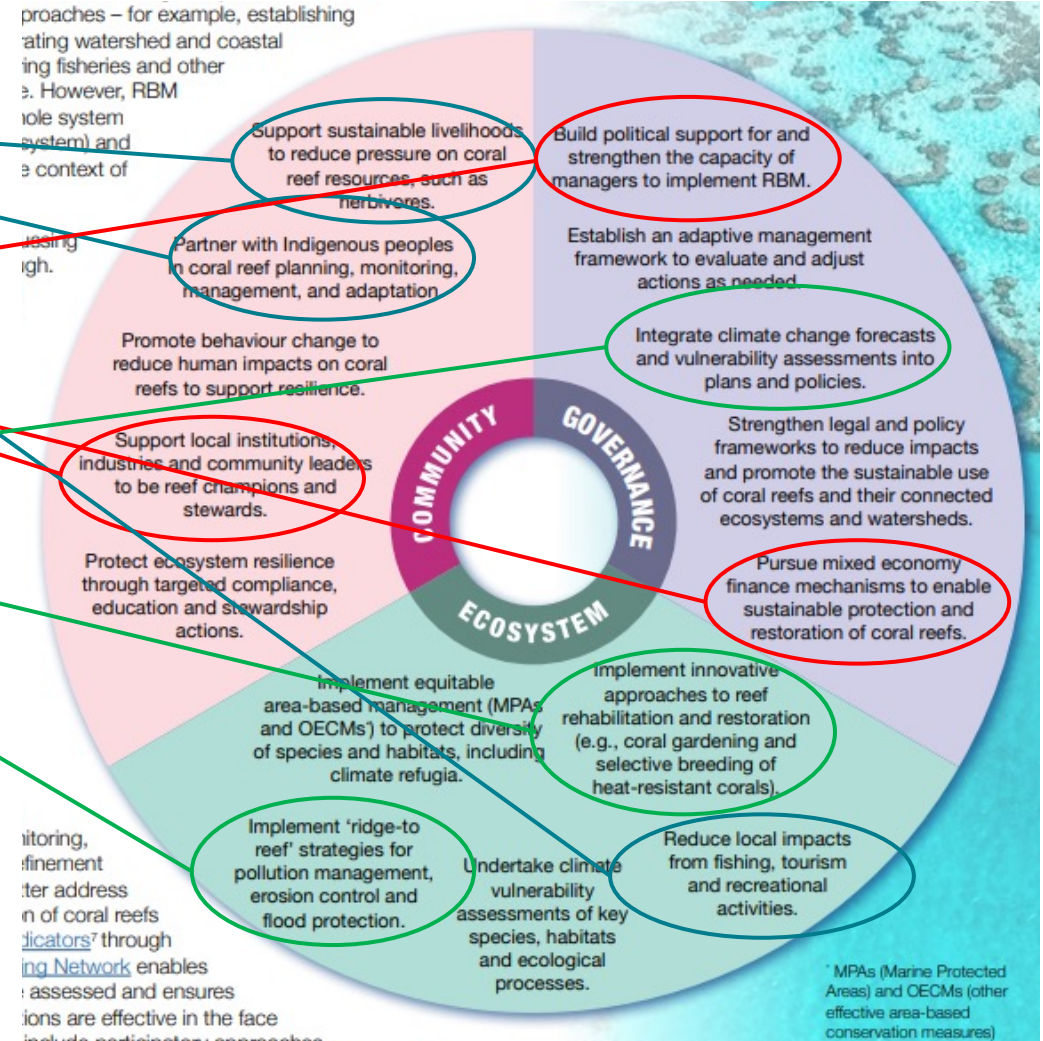 proaches – for example, establishing
rating watershed and coastal
ring fisheries and other
e. However, RBM
hole system
system) and
e context of
ussing
ugh.
COMMUNITY
Support sustainable livelihoods
to reduce pressure on coral
reef resources, such as
herbivores.
Partner with Indigenous peoples
in coral reef planning, monitoring,
management, and adaptation.
Promote behaviour change to
reduce human impacts on coral
reefs to support resilience.
Support local institutions,
industries and community leaders
to be reef champions and
stewards.
Protect ecosystem resilience
through targeted compliance,
education and stewardship
actions.
GOVERNANCE
Build political support for and
strengthen the capacity of
managers to implement RBM.
Establish an adaptive management
framework to evaluate and adjust
actions as needed.
Integrate climate change forecasts
and vulnerability assessments into
plans and policies.
Strengthen legal and policy
frameworks to reduce impacts
and promote the sustainable use
of coral reefs and their connected
ecosystems and watersheds.
Pursue mixed economy
finance mechanisms to enable
sustainable protection and
restoration of coral reefs.
ECOSYSTEM
Implement equitable
area-based management (MPAs
and OECMs*) to protect diversity
of species and habitats, including
climate refugia.
Implement innovative
approaches to reef
rehabilitation and restoration
(e.g., coral gardening and
selective breeding of
heat-resistant corals).
Implement ‘ridge-to
reef’ strategies for
pollution management,
erosion control and
flood protection.
Undertake climate
vulnerability
assessments of key
species, habitats
and ecological
processes.
Reduce local impacts
from fishing, tourism
and recreational
activities.
nitoring,
efinement
tter address
on of coral reefs
dicators⁷ through
ing Network enables
assessed and ensures
ions are effective in the face
include participatory approaches
* MPAs (Marine Protected
Areas) and OECMs (other
effective area-based
conservation measures)